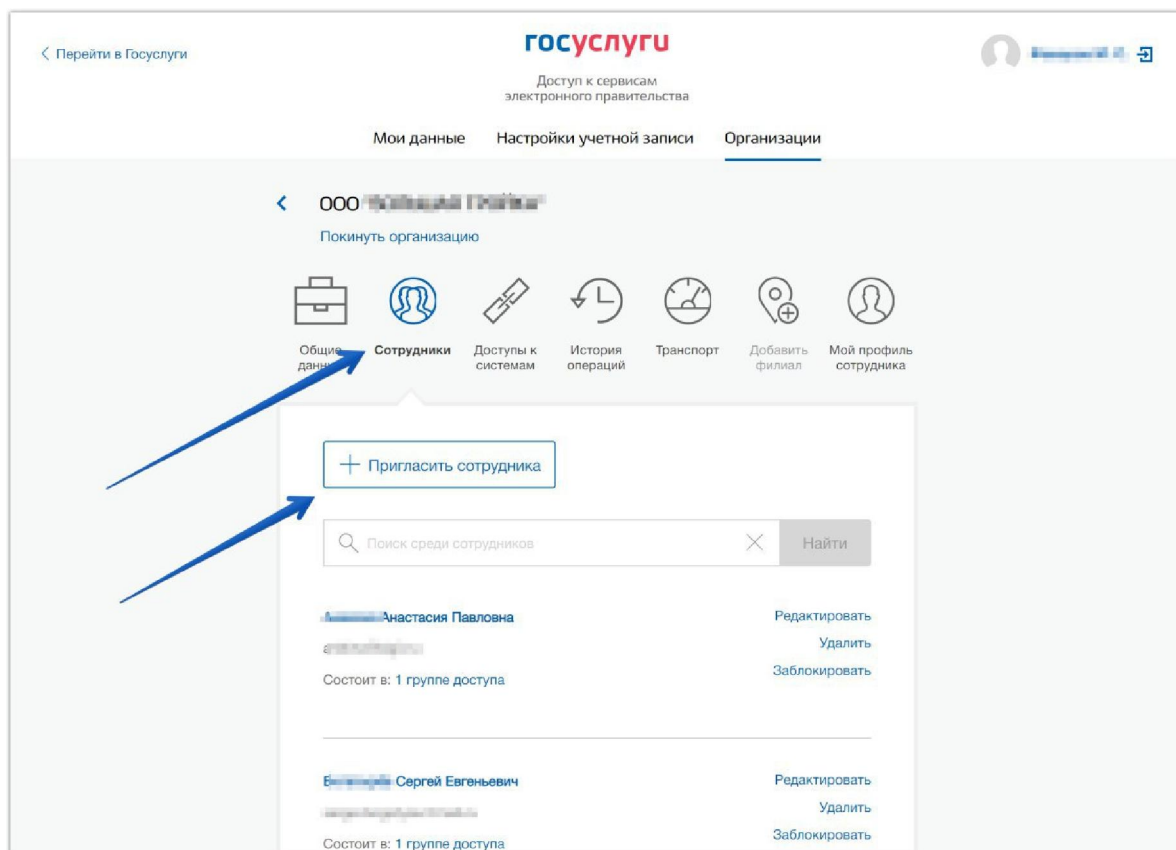 Перейти в Госуслуги
госуслуги
Доступ к сервисам
электронного правительства
Мои данные Настройки учетной записи Организации
ООО
Покинуть организацию
Общие
Сотрудники
Доступы к
системам
История
операций
Транспорт
Добавить
филиал
Мой профиль
сотрудника
Пригласить сотрудника
Поиск среди сотрудников
Найти
Анастасия Павловна
Редактировать
Удалить
Состоит в: 1 группе доступа
Заблокировать
Сергей Евгеньевич
Редактировать
Удалить
Состоит в: 1 группе доступа
Заблокировать